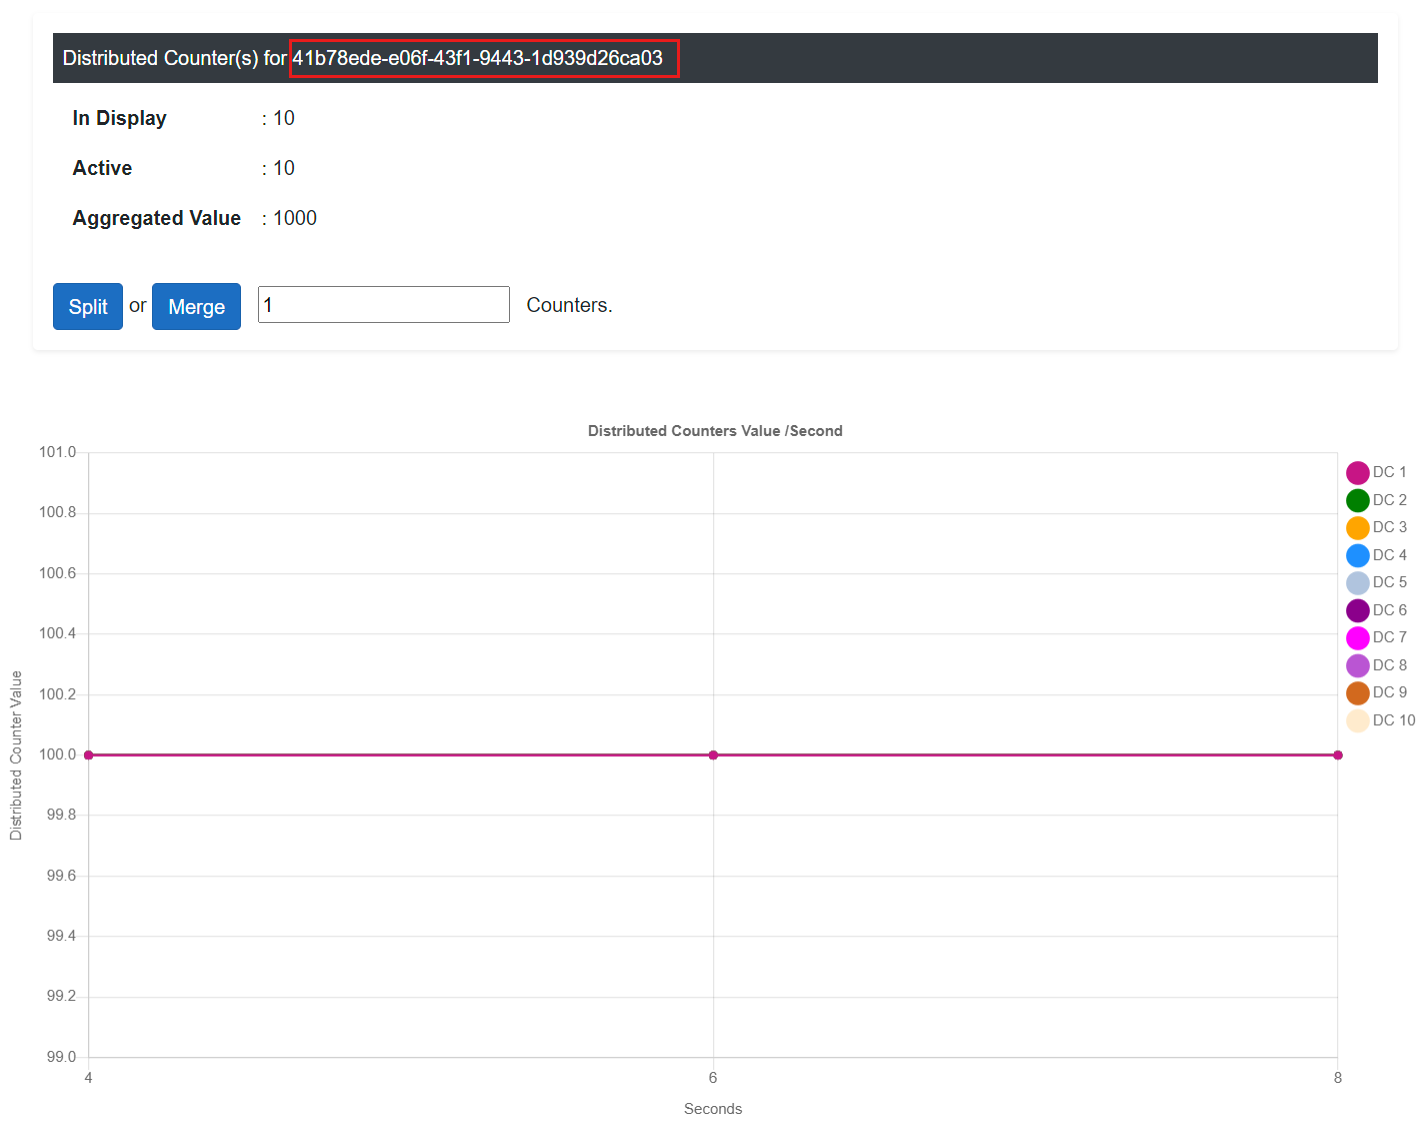 Distributed Counter(s) for 41b78ede-e06f-43f1-9443-1d939d26ca03
In Display : 10
Active : 10
Aggregated Value : 1000
Split or Merge 1 Counters.
Distributed Counters Value /Second
101.0
100.8
100.6
100.4
100.2
100.0
99.8
99.6
99.4
99.2
99.0
Distributed Counter Value
4 6 8
Seconds
DC 1
DC 2
DC 3
DC 4
DC 5
DC 6
DC 7
DC 8
DC 9
DC 10